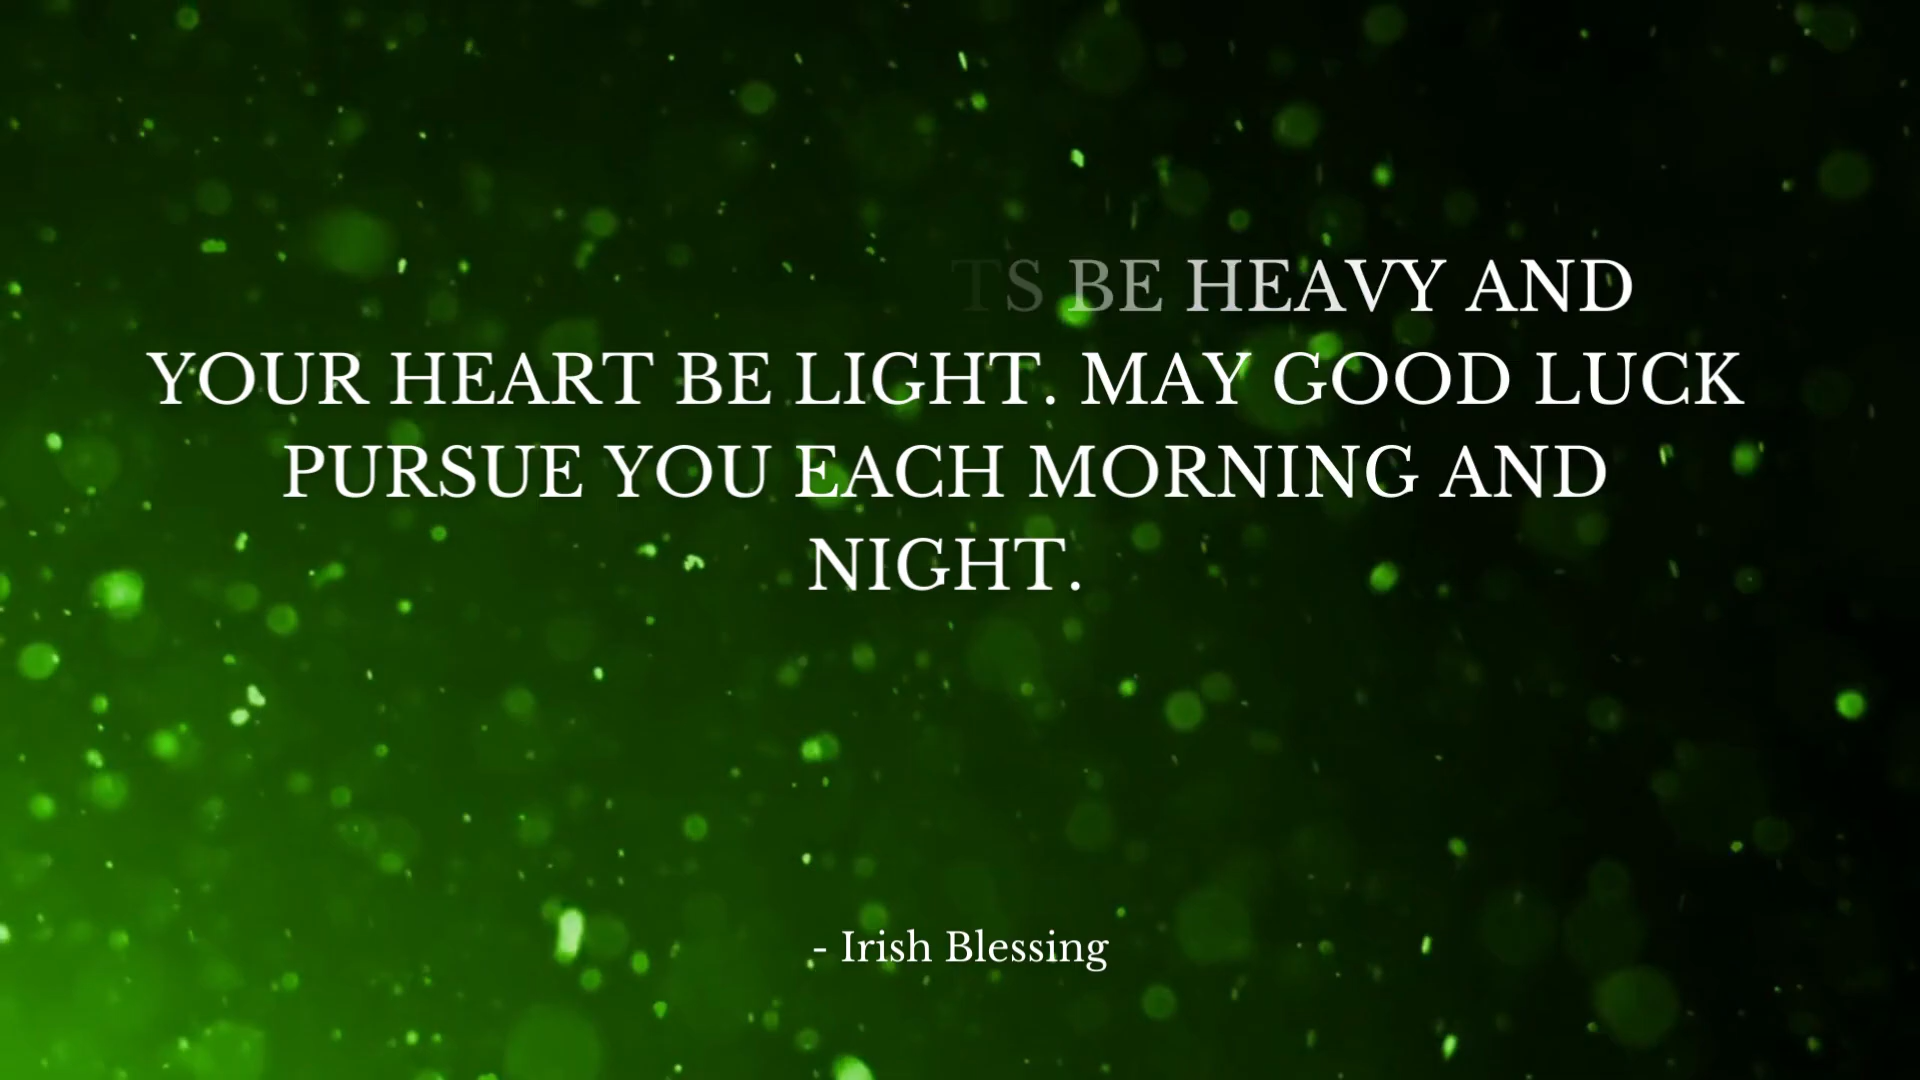 TS BE HEAVY AND
YOUR HEART BE LIGHT. MAY GOOD LUCK
PURSUE YOU EACH MORNING AND
NIGHT.
- Irish Blessing